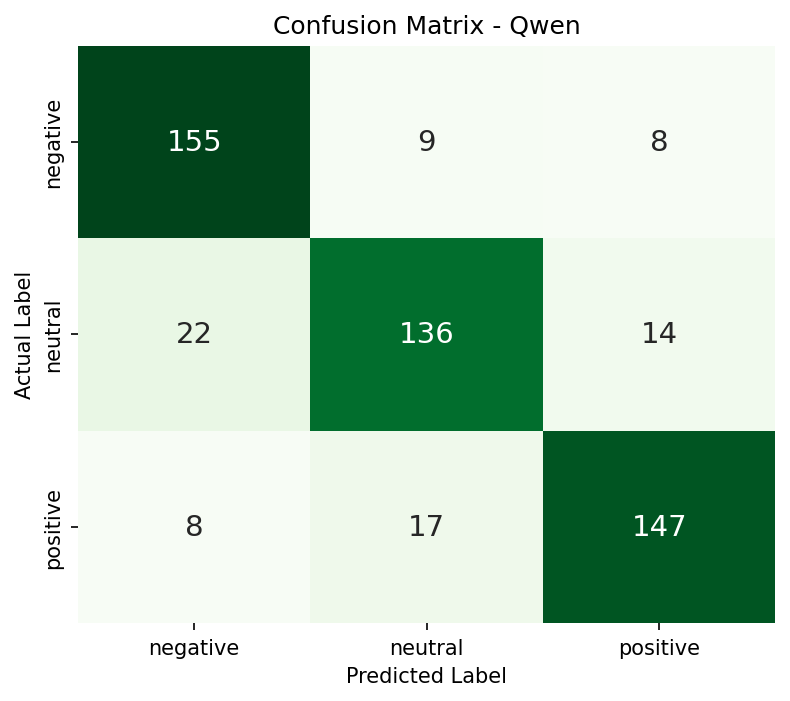 Confusion Matrix - Qwen
Actual Label
negative
155 9 8
neutral
22 136 14
positive
8 17 147
negative neutral positive
Predicted Label